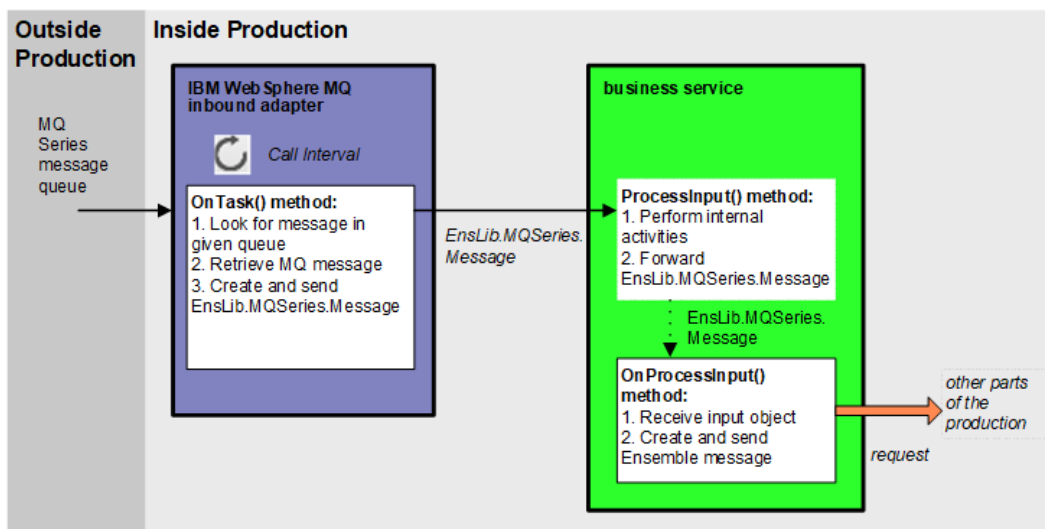 Outside
Production
Inside Production
MQ
Series
message
queue
IBM WebSphere MQ
inbound adapter
Call Interval
OnTask() method:
1. Look for message in
given queue
2. Retrieve MQ message
3. Create and send
EnsLib.MQSeries.Message
EnsLib.MQSeries.
Message
business service
ProcessInput() method:
1. Perform internal
activities
2. Forward
EnsLib.MQSeries.Message
EnsLib.MQSeries.
Message
OnProcessInput()
method:
1. Receive input object
2. Create and send
Ensemble message
request
other parts
of the
production